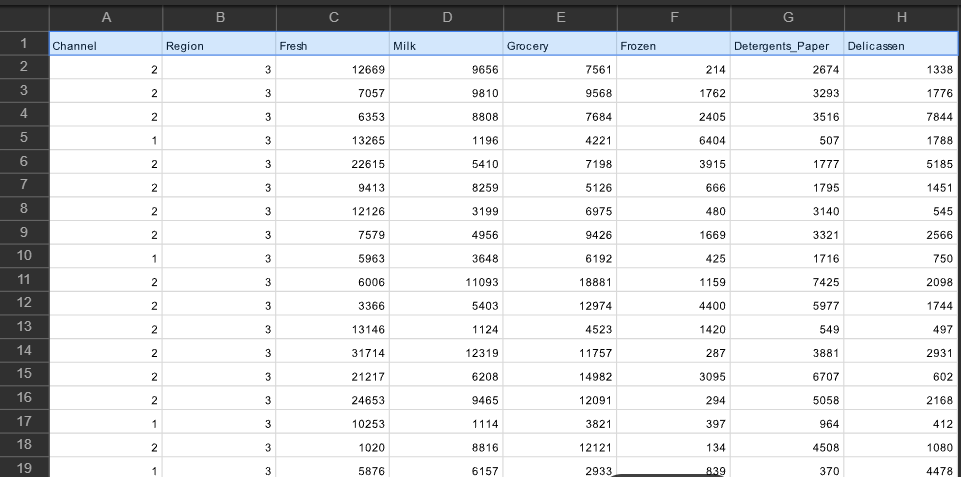 A B C D E F G H
1 Channel Region Fresh Milk Grocery Frozen Detergents_Paper Delicassen
2 2 3 12669 9656 7561 214 2674 1338
3 2 3 7057 9810 9568 1762 3293 1776
4 2 3 6353 8808 7684 2405 3516 7844
5 1 3 13265 1196 4221 6404 507 1788
6 2 3 22615 5410 7198 3915 1777 5185
7 2 3 9413 8259 5126 666 1795 1451
8 2 3 12126 3199 6975 480 3140 545
9 2 3 7579 4956 9426 1669 3321 2566
10 1 3 5963 3648 6192 425 1716 750
11 2 3 6006 11093 18881 1159 7425 2098
12 2 3 3366 5403 12974 4400 5977 1744
13 2 3 13146 1124 4523 1420 549 497
14 2 3 31714 12319 11757 287 3881 2931
15 2 3 21217 6208 14982 3095 6707 602
16 2 3 24653 9465 12091 294 5058 2168
17 1 3 10253 1114 3821 397 964 412
18 2 3 1020 8816 12121 134 4508 1080
19 1 3 5876 6157 2933 839 370 4478